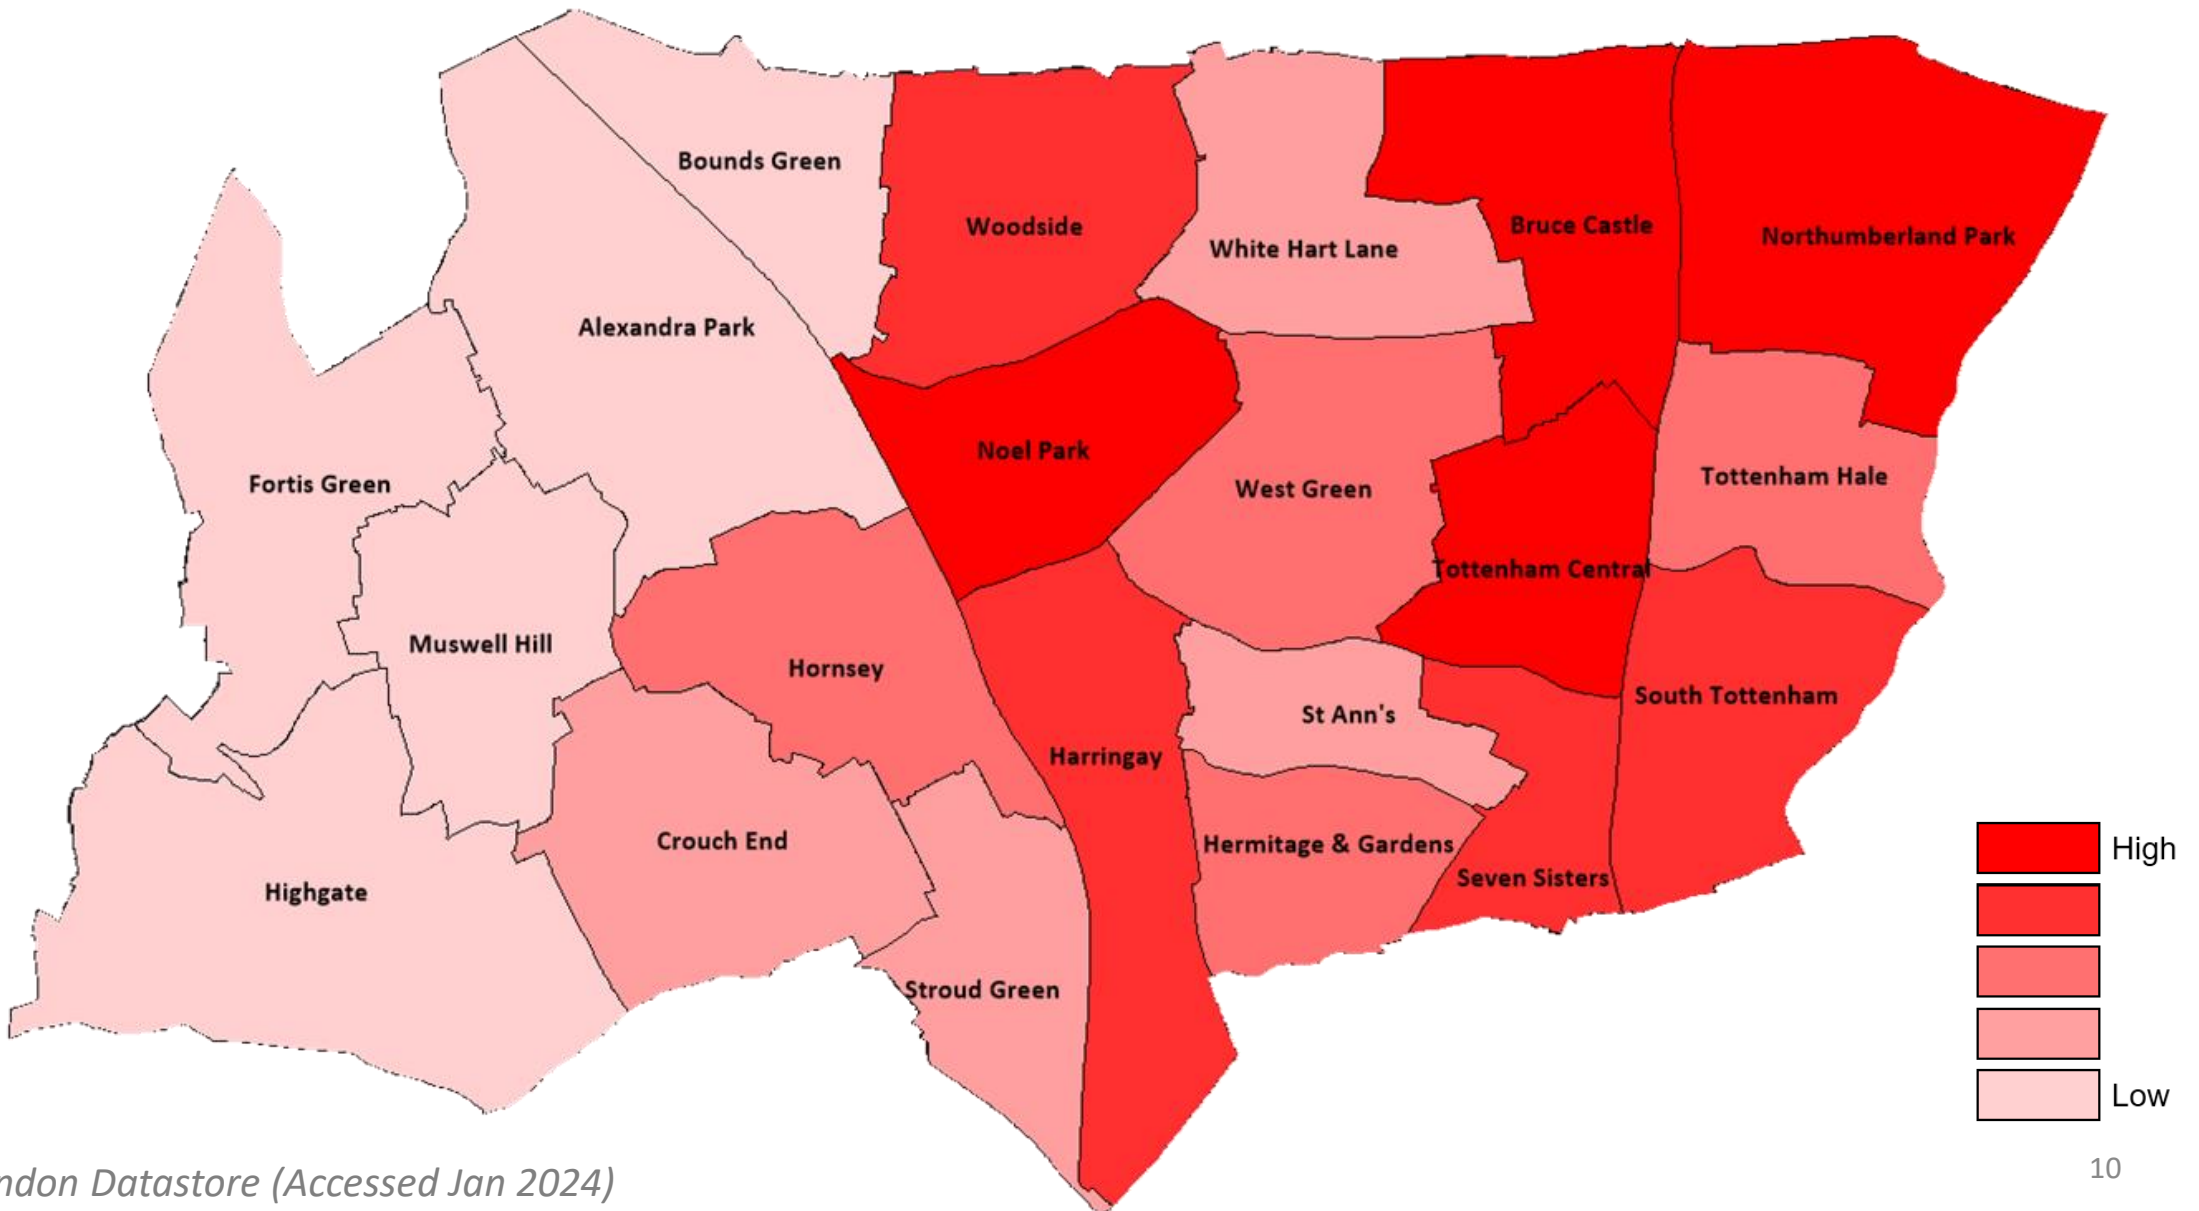 Bounds Green
Woodside
White Hart Lane
Bruce Castle
Northumberland Park
Alexandra Park
Noel Park
Fortis Green
West Green
Tottenham Hale
Tottenham Central
Muswell Hill
Hornsey
St Ann's
South Tottenham
Harringay
Crouch End
Hermitage & Gardens
Seven Sisters
Highgate
Stroud Green
High
Low
Datastore (Accessed Jan 2024)
10